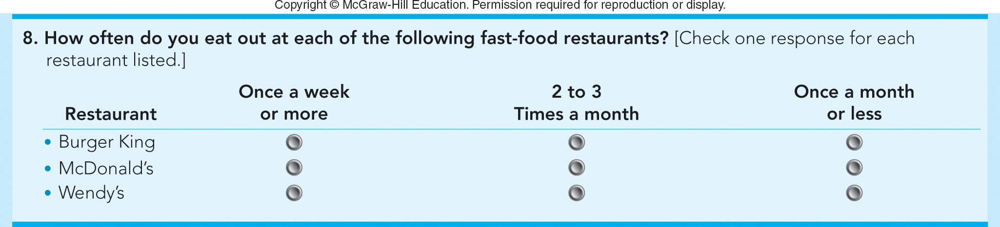 Copyright © McGraw-Hill Education. Permission required for reproduction or display.
8. How often do you eat out at each of the following fast-food restaurants? [Check one response for each
restaurant listed.]
Once a week 2 to 3 Once a month
Restaurant or more Times a month or less
• Burger King
• McDonald’s
• Wendy’s